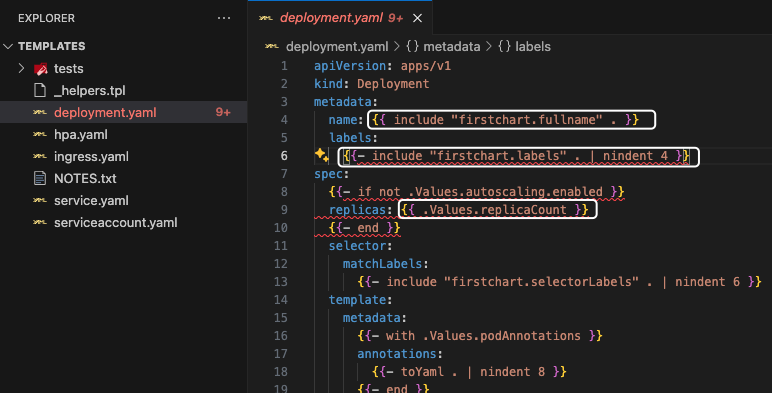 EXPLORER
...
TEMPLATES
tests
_helpers.tpl
deployment.yaml 9+
hpa.yaml
ingress.yaml
NOTES.txt
service.yaml
serviceaccount.yaml
deployment.yaml 9+ ×
deployment.yaml > {} metadata > {} labels
1 apiVersion: apps/v1
2 kind: Deployment
3 metadata:
4 name: {{ include "firstchart.fullname" . }}
5 labels:
6 {{- include "firstchart.labels" . | nindent 4 }}
7 spec:
8 {{- if not .Values.autoscaling.enabled }}
9 replicas: {{ .Values.replicaCount }}
10 {{- end }}
11 selector:
12 matchLabels:
13 {{- include "firstchart.selectorLabels" . | nindent 6 }}
14 template:
15 metadata:
16 {{- with .Values.podAnnotations }}
17 annotations:
18 {{- toYaml . | nindent 8 }}
19 {{- end }}